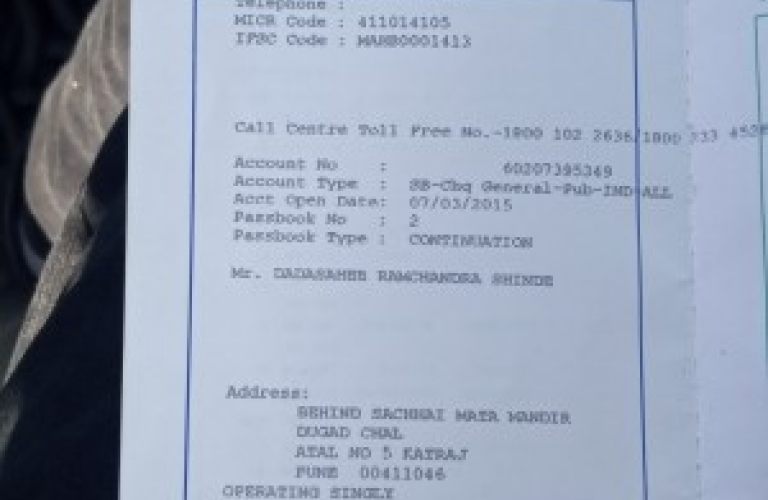 Telephone :
MICR Code : 411014105
IFSC Code : MAHB0001413
Call Centre Toll Free No.-1800 102 2636/1800 233 4526
Account No : 60207395349
Account Type : SB-Chq General-Pub-IND-ALL
Acct Open Date: 07/03/2015
Passbook No : 2
Passbook Type : CONTINUATION
Mr. DADASAHEB RAMCHANDRA SHINDE
Address:
BEHIND SACHHAI MATA MANDIR
DUGAD CHAL
ATAL NO 5 KATRAJ
PUNE 00411046
OPERATING SINGLY